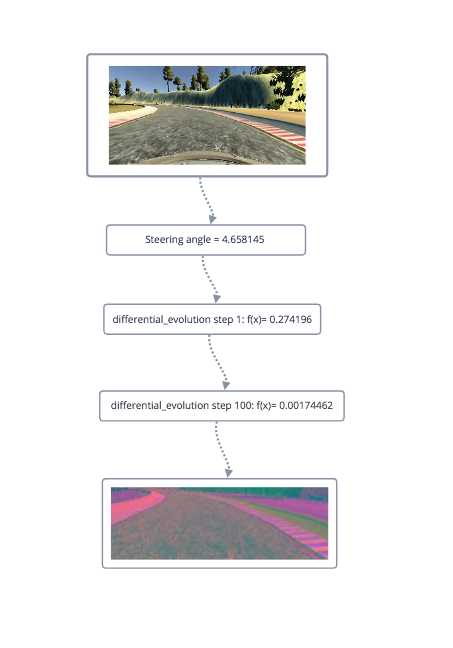 Steering angle = 4.658145
differential_evolution step 1: f(x)= 0.274196
differential_evolution step 100: f(x)= 0.00174462